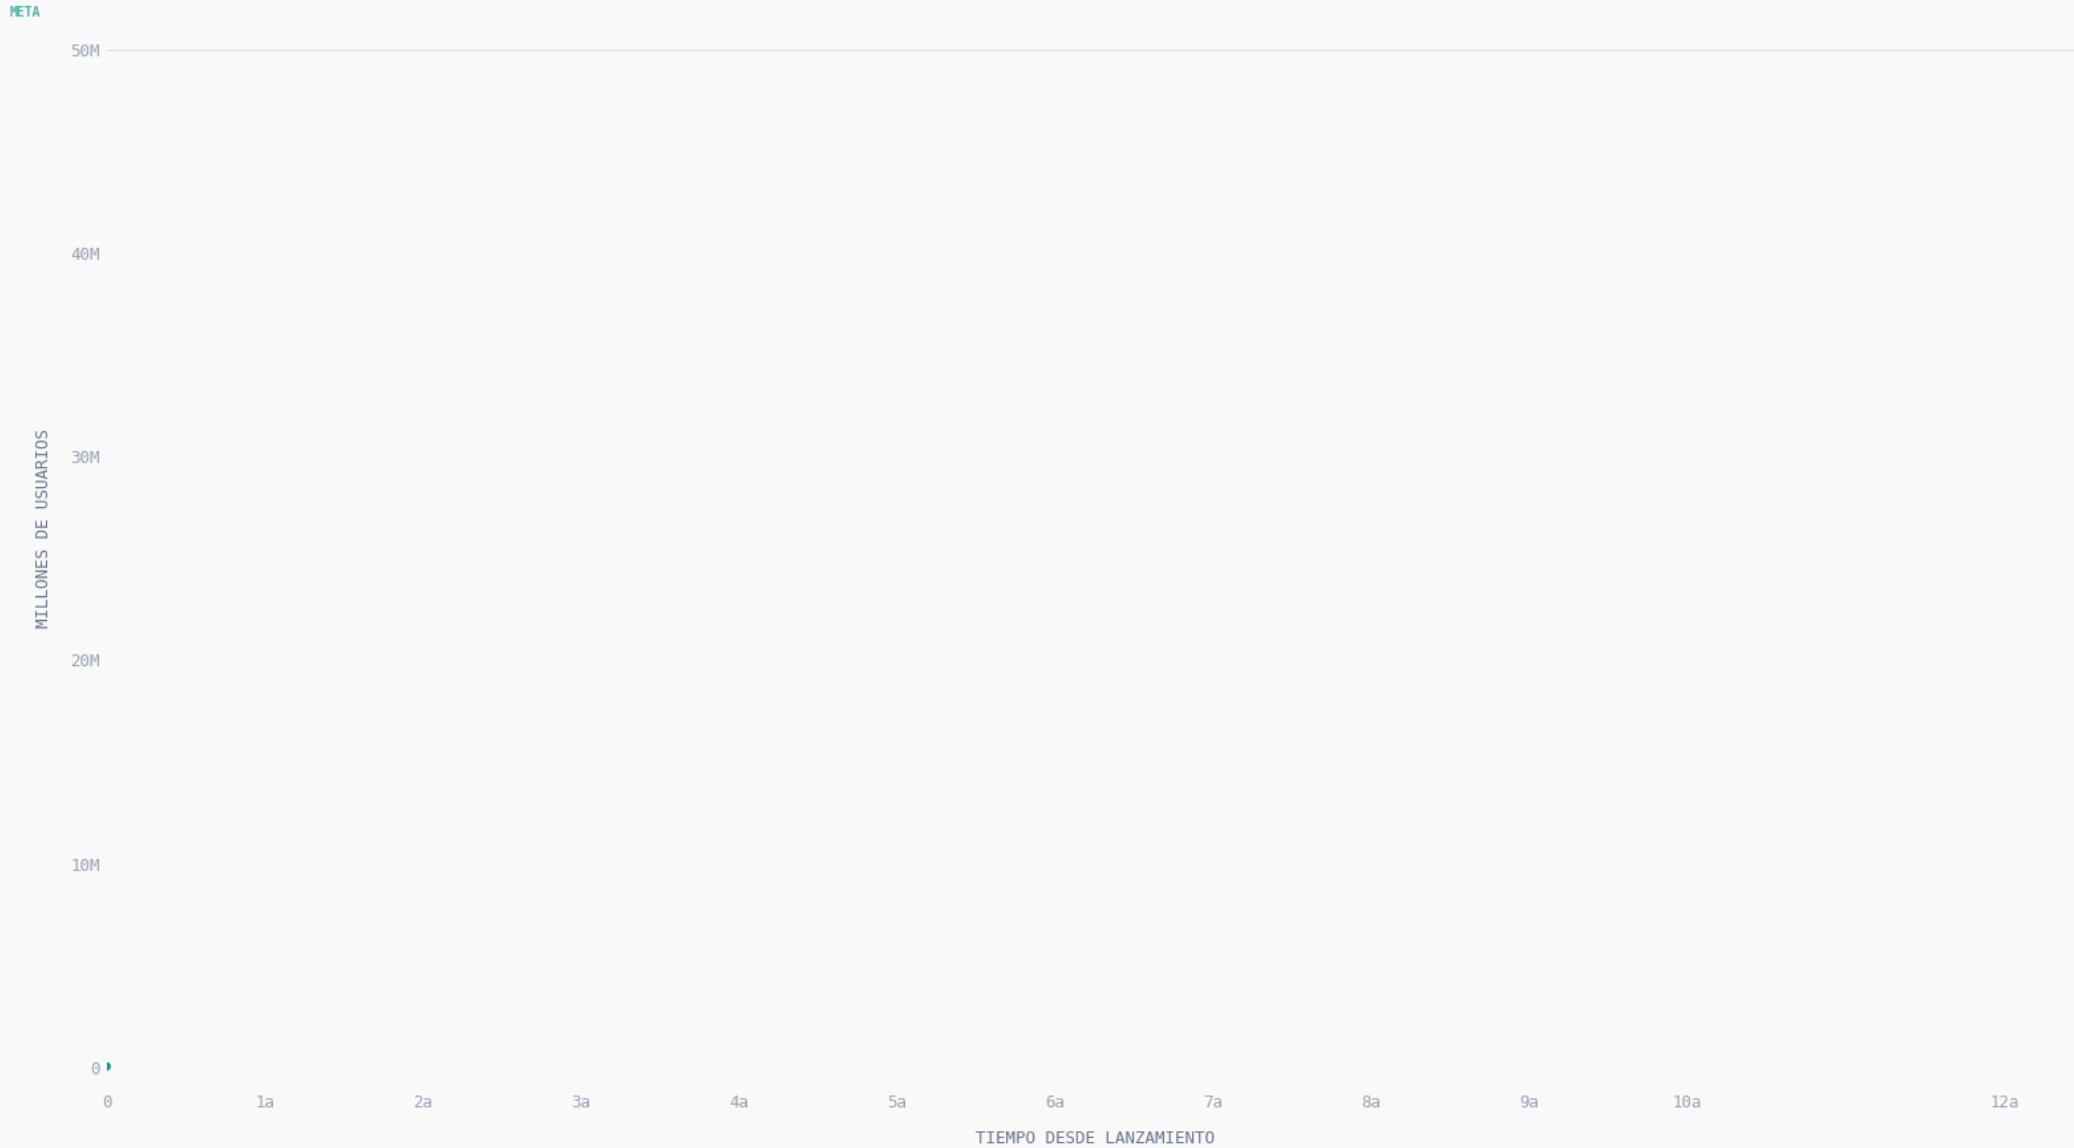 META
50M
40M
30M
20M
10M
0
MILLONES DE USUARIOS
0 1a 2a 3a 4a 5a 6a 7a 8a 9a 10a 12a
TIEMPO DESDE LANZAMIENTO